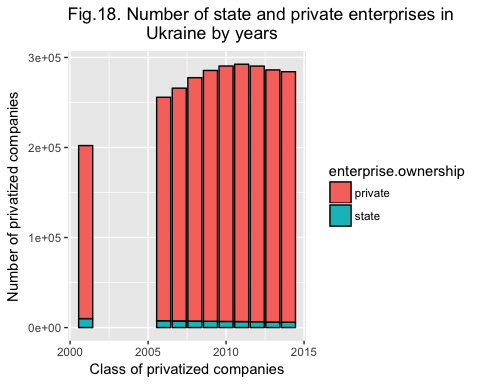 Fig.18. Number of state and private enterprises in
Ukraine by years
Number of privatized companies
3e+05
2e+05
1e+05
0e+00
2000
2005
2010
2015
Class of privatized companies
enterprise.ownership
private
state